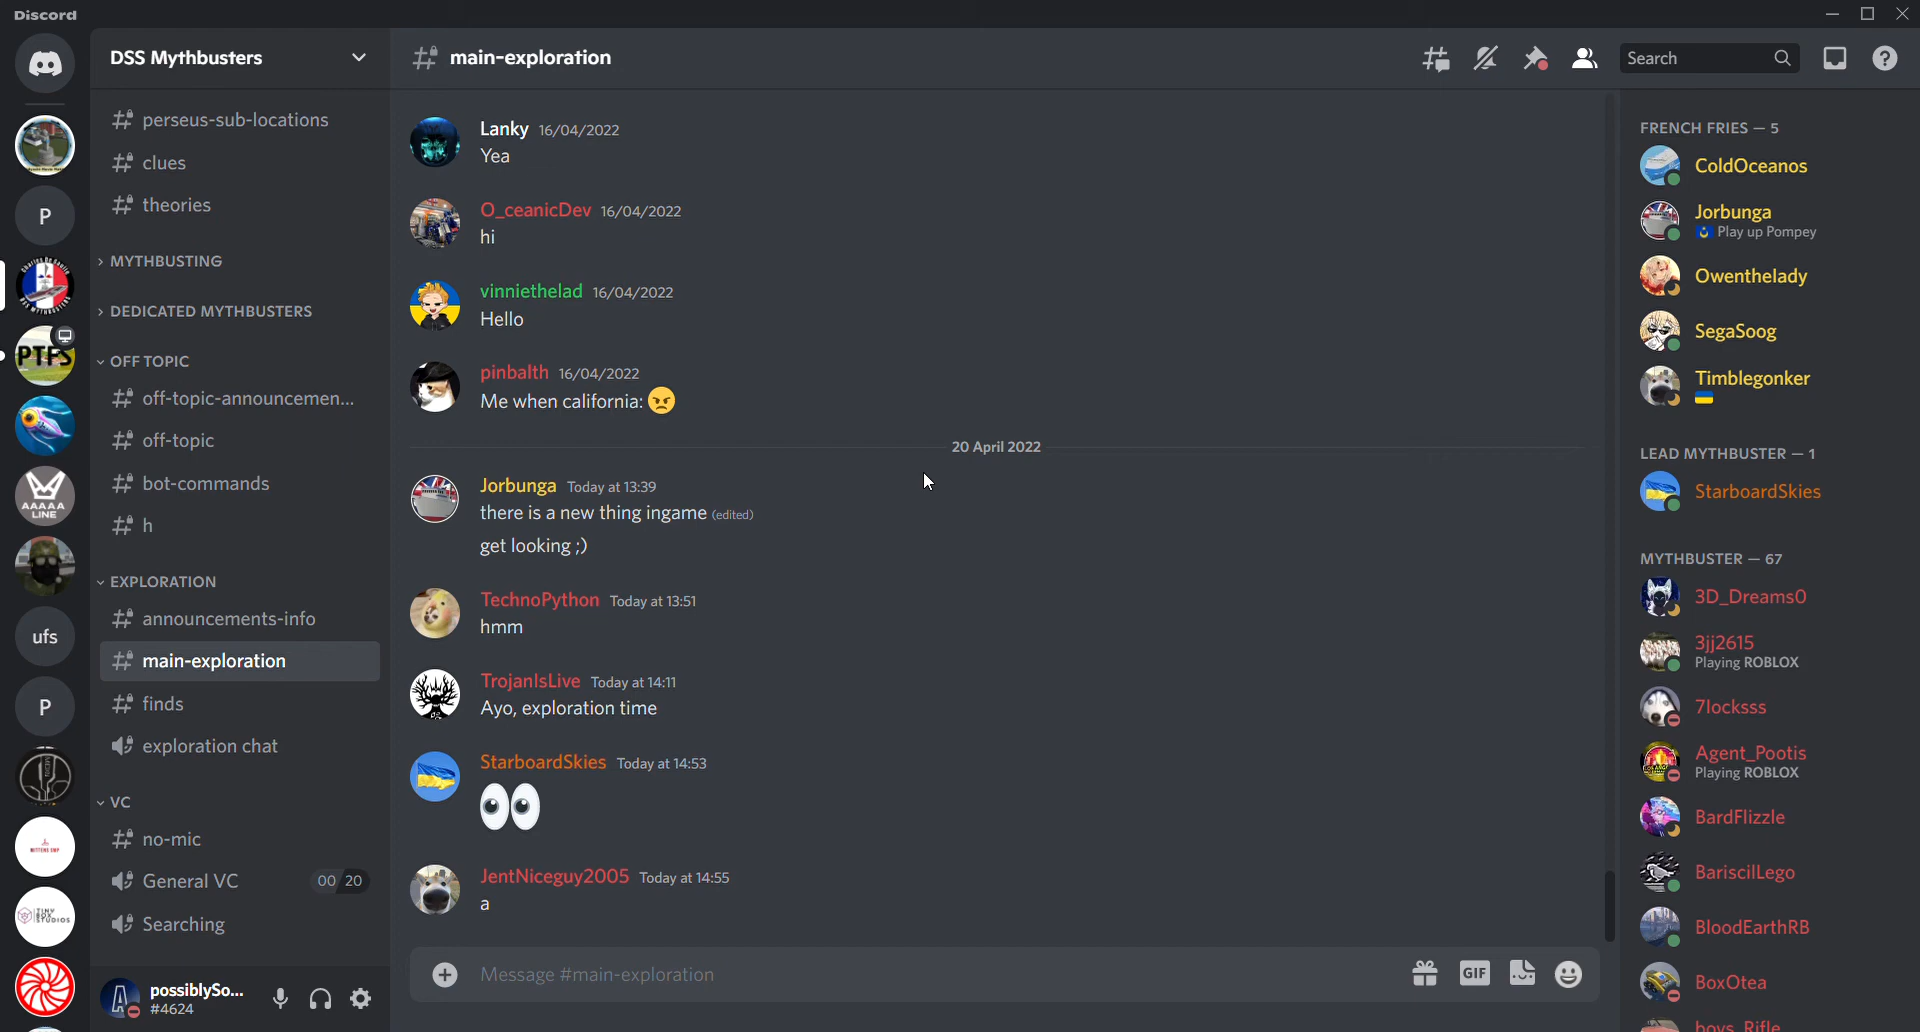 Discord
DSS Mythbusters
perseus-sub-locations
clues
theories
MYTHBUSTING
DEDICATED MYTHBUSTERS
OFF TOPIC
off-topic-announcemen...
off-topic
bot-commands
h
EXPLORATION
announcements-info
main-exploration
finds
exploration chat
VC
no-mic
General VC 00 20
Searching
possiblySo...
#4624
P
PTFS
AAAAA
LINE
ufs
P
TINY
BOX
STUDIOS
main-exploration
Search
Lanky 16/04/2022
Yea
O_ceanicDev 16/04/2022
hi
vinniethelad 16/04/2022
Hello
pinbalth 16/04/2022
Me when california: 😠
20 April 2022
Jorbunga Today at 13:39
there is a new thing ingame (edited)
get looking ;)
TechnoPython Today at 13:51
hmm
TrojanIsLive Today at 14:11
Ayo, exploration time
StarboardSkies Today at 14:53
👀
JentNiceguy2005 Today at 14:55
a
Message #main-exploration
GIF
FRENCH FRIES — 5
ColdOceanos
Jorbunga
Play up Pompey
Owenthelady
SegaSoog
Timblegonker
🇺🇦
LEAD MYTHBUSTER — 1
StarboardSkies
MYTHBUSTER — 67
3D_Dreams0
3jj2615
Playing ROBLOX
7locksss
Agent_Pootis
Playing ROBLOX
BardFlizzle
BariscilLego
BloodEarthRB
BoxOtea
boys_Rifle